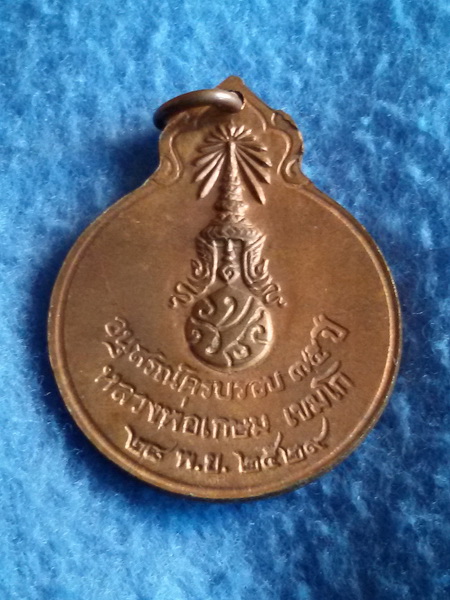 อนุสรณ์ครบรอบ ๗๕ ปี
หลวงพ่อเกษม เขมโก
๒๘ พ.ย. ๒๕๒๙